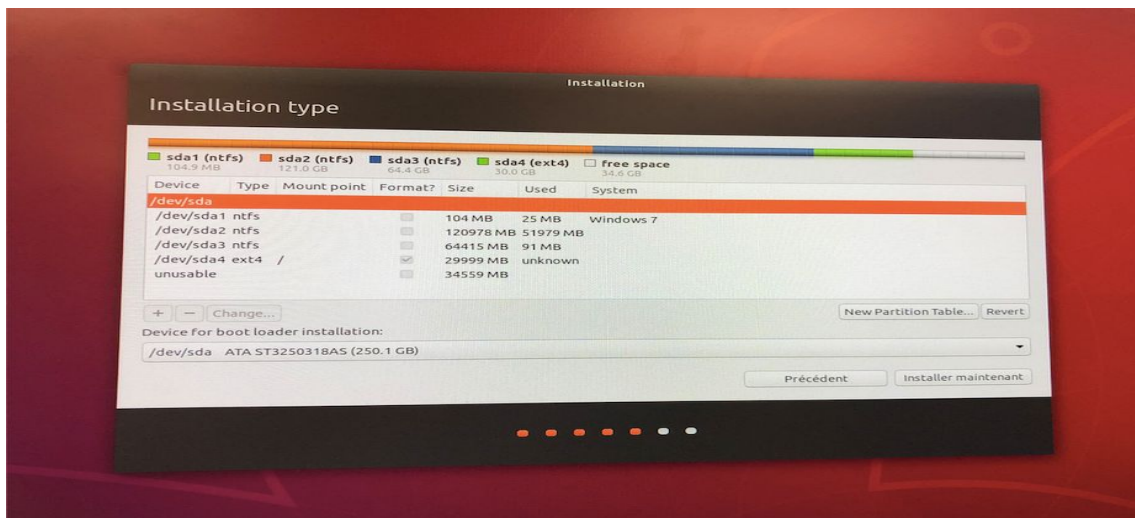 Installation
Installation type
sda1 (ntfs) sda2 (ntfs) sda3 (ntfs) sda4 (ext4) free space
104.9 MB 121.0 GB 64.4 GB 30.0 GB 34.6 GB
Device Type Mount point Format? Size Used System
/dev/sda
/dev/sda1 ntfs 104 MB 25 MB Windows 7
/dev/sda2 ntfs 120978 MB 51979 MB
/dev/sda3 ntfs 64415 MB 91 MB
/dev/sda4 ext4 / 29999 MB unknown
unusable 34559 MB
+ − Change... New Partition Table... Revert
Device for boot loader installation:
/dev/sda ATA ST3250318AS (250.1 GB)
Précédent Installer maintenant